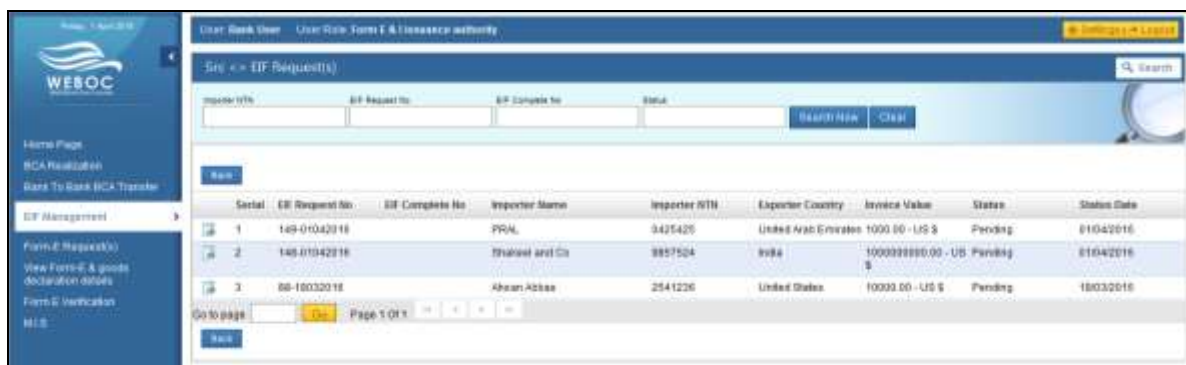 Friday, 1 April 2016
WEBOC
Home Page
BCA Realization
Bank To Bank BCA Transfer
EIF Management
Form-E Request(s)
View Form-E & goods
declaration details
Form E Verification
M.I.S
User: Bank User User Role: Form E & I issuance authority
Settings Logout
EIF Request(s)
Search
Importer NTN EIF Request No EIF Complete No Status
Search Now Clear
Back
Serial EIF Request No EIF Complete No Importer Name Importer NTN Exporter Country Invoice Value Status Status Date
1 149-01042016 PRAL 0425425 United Arab Emirates 1000.00 - US $ Pending 01/04/2016
2 148-01042016 Shakeel and Co 9857524 India 1000000000.00 - US Pending 01/04/2016
$
3 88-18032016 Ahsan Abbas 2541236 United States 10000.00 - US $ Pending 18/03/2016
Go to page Go Page 1 Of 1
Back